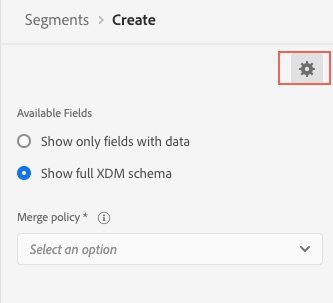 Segments > Create
Available Fields
Show only fields with data
Show full XDM schema
Merge policy *
Select an option